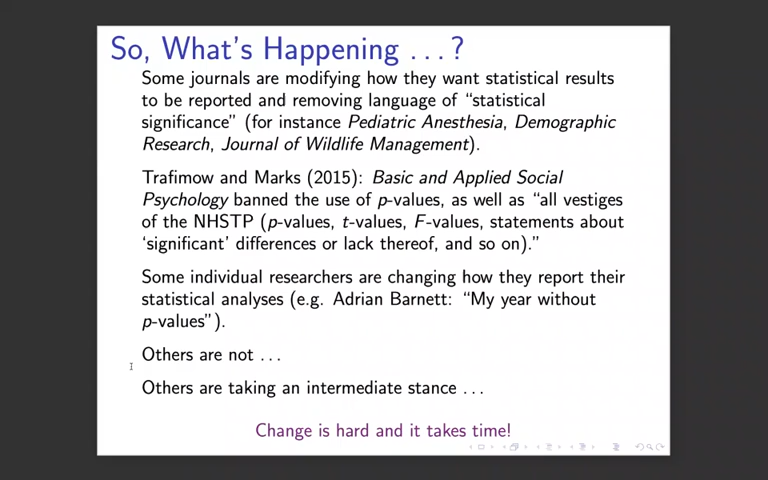 So, What's Happening ...?
Some journals are modifying how they want statistical results
to be reported and removing language of “statistical
significance” (for instance Pediatric Anesthesia, Demographic
Research, Journal of Wildlife Management).
Trafimow and Marks (2015): Basic and Applied Social
Psychology banned the use of p-values, as well as “all vestiges
of the NHSTP (p-values, t-values, F-values, statements about
‘significant’ differences or lack thereof, and so on).”
Some individual researchers are changing how they report their
statistical analyses (e.g. Adrian Barnett: “My year without
p-values”).
Others are not ...
Others are taking an intermediate stance ...
Change is hard and it takes time!